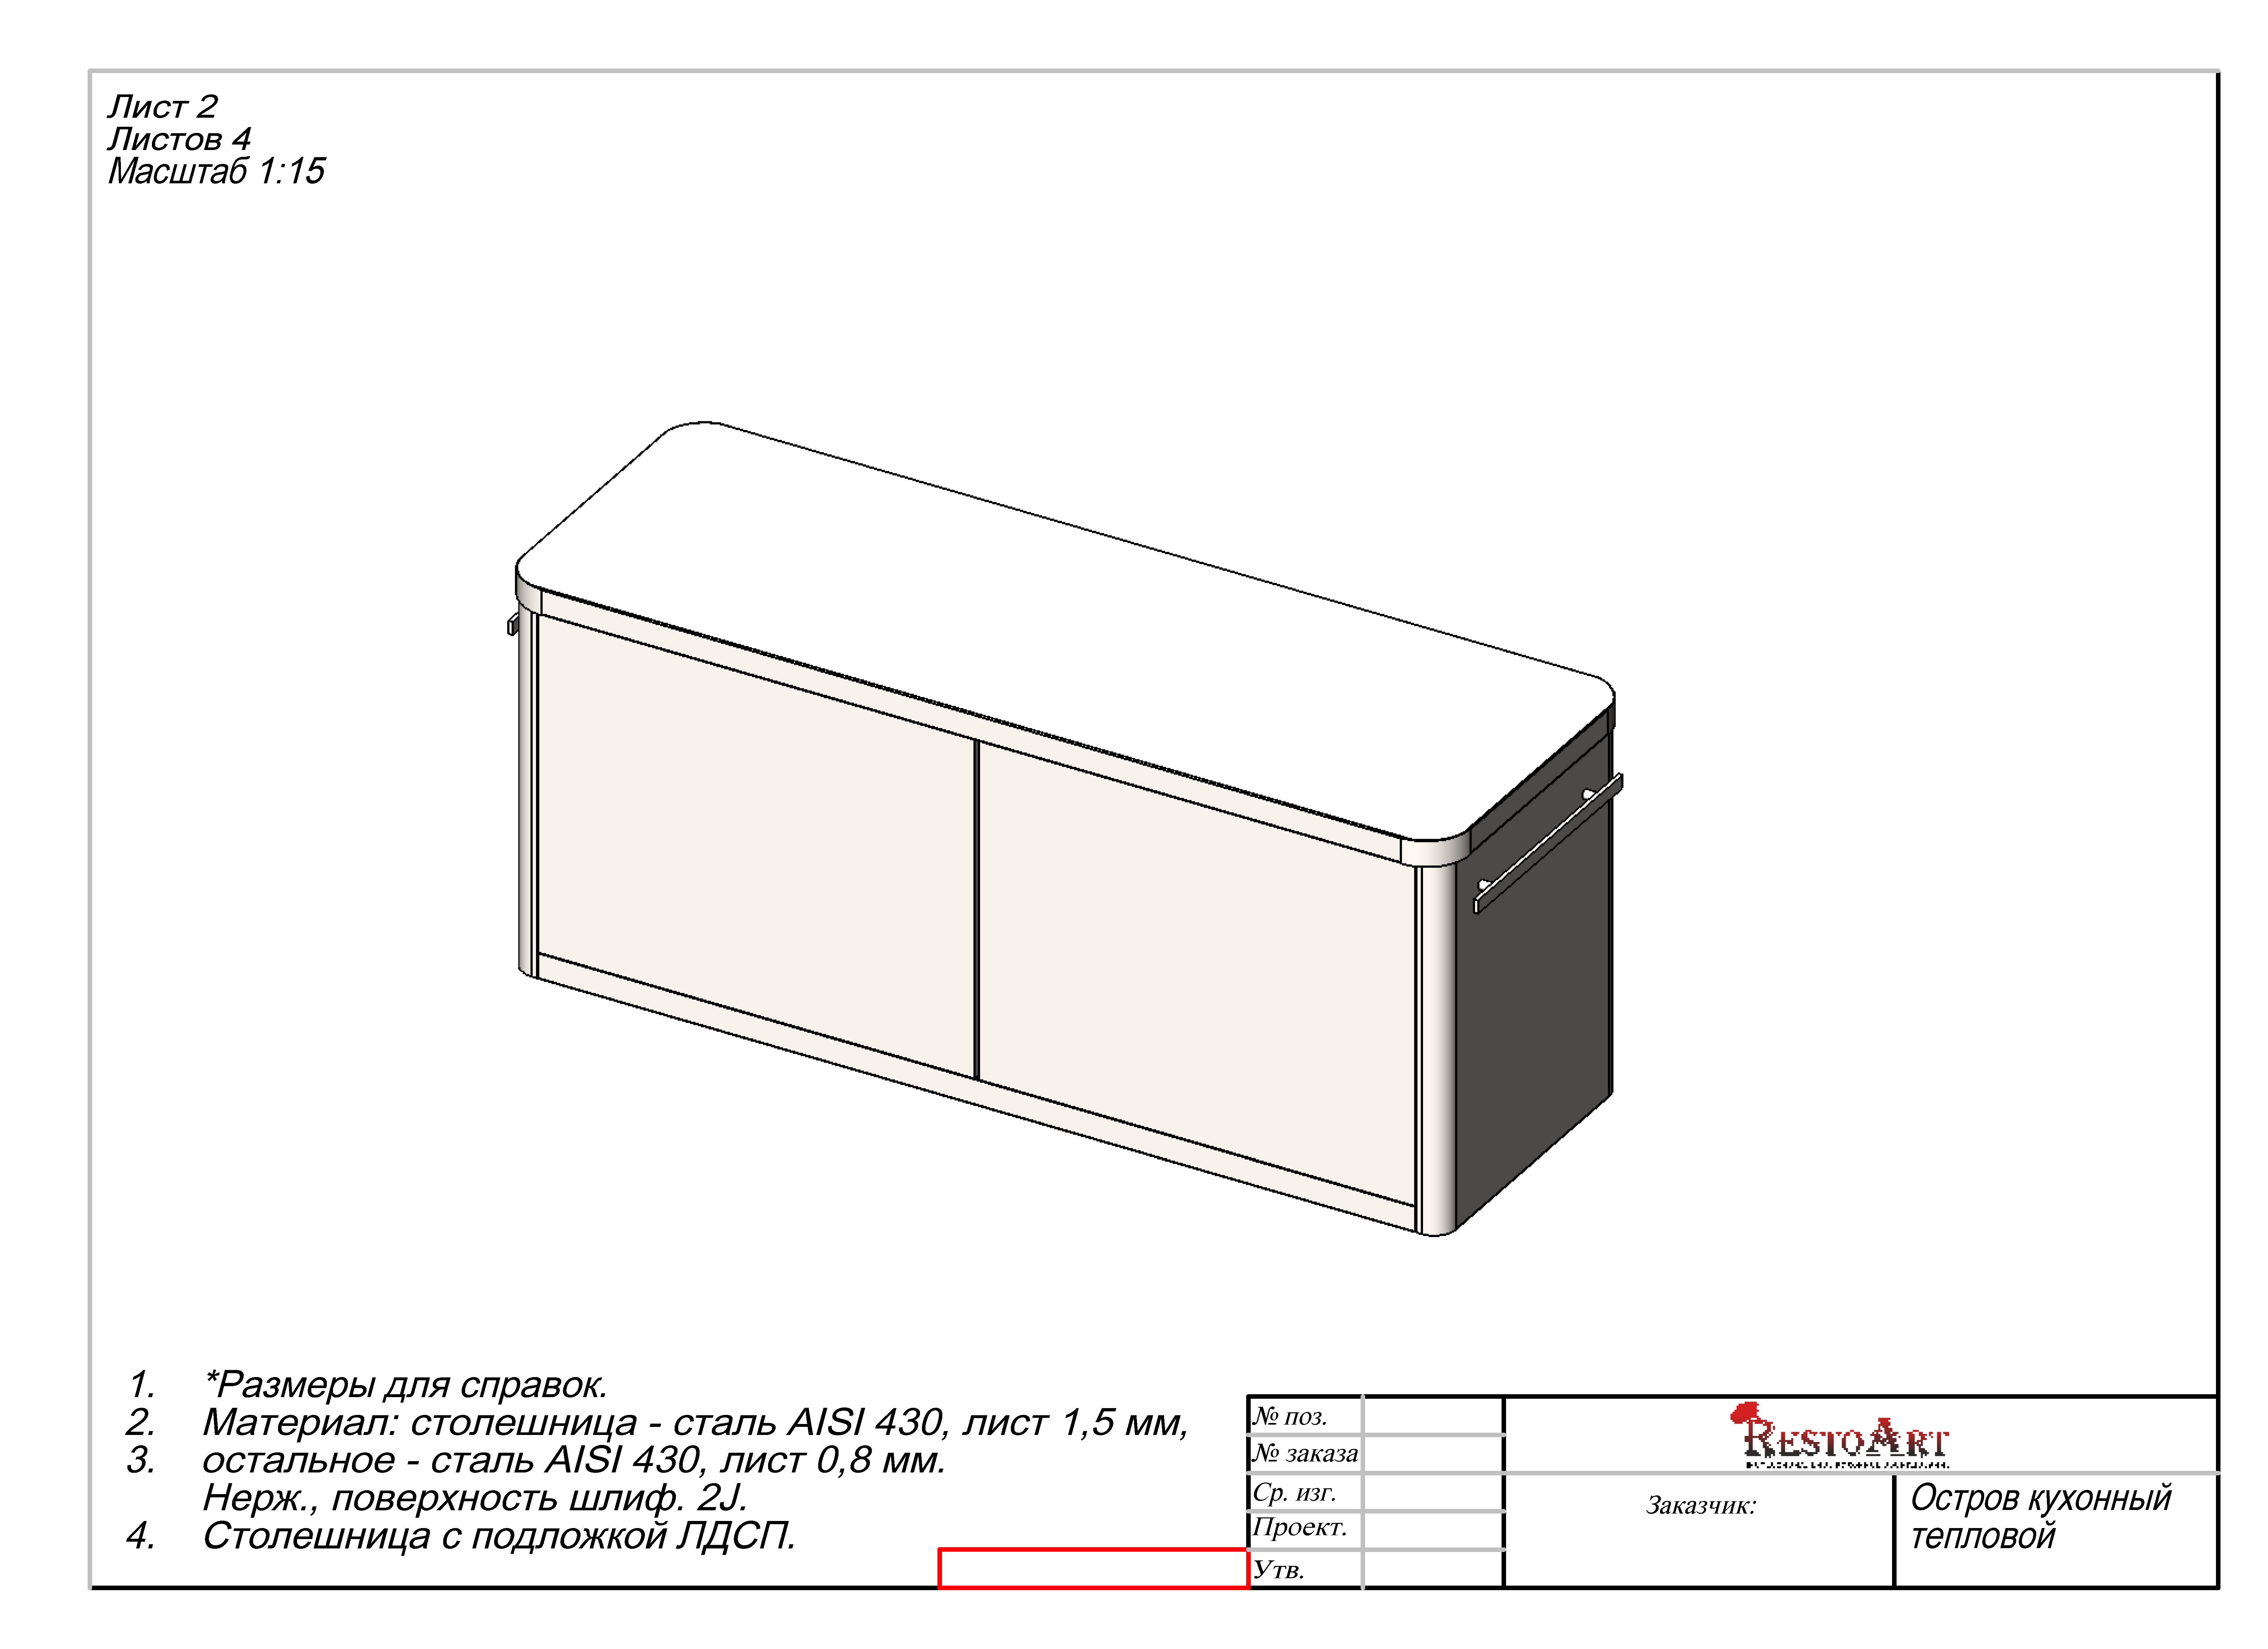 Лист 2
Листов 4
Масштаб 1:15
1. *Размеры для справок.
2. Материал: столешница - сталь AISI 430, лист 1,5 мм,
3. остальное - сталь AISI 430, лист 0,8 мм.
Нерж., поверхность шлиф. 2J.
4. Столешница с подложкой ЛДСП.
№ поз.
№ заказа
Ср. изг.
Проект.
Утв.
RESTOART
Заказчик:
Остров кухонный
тепловой